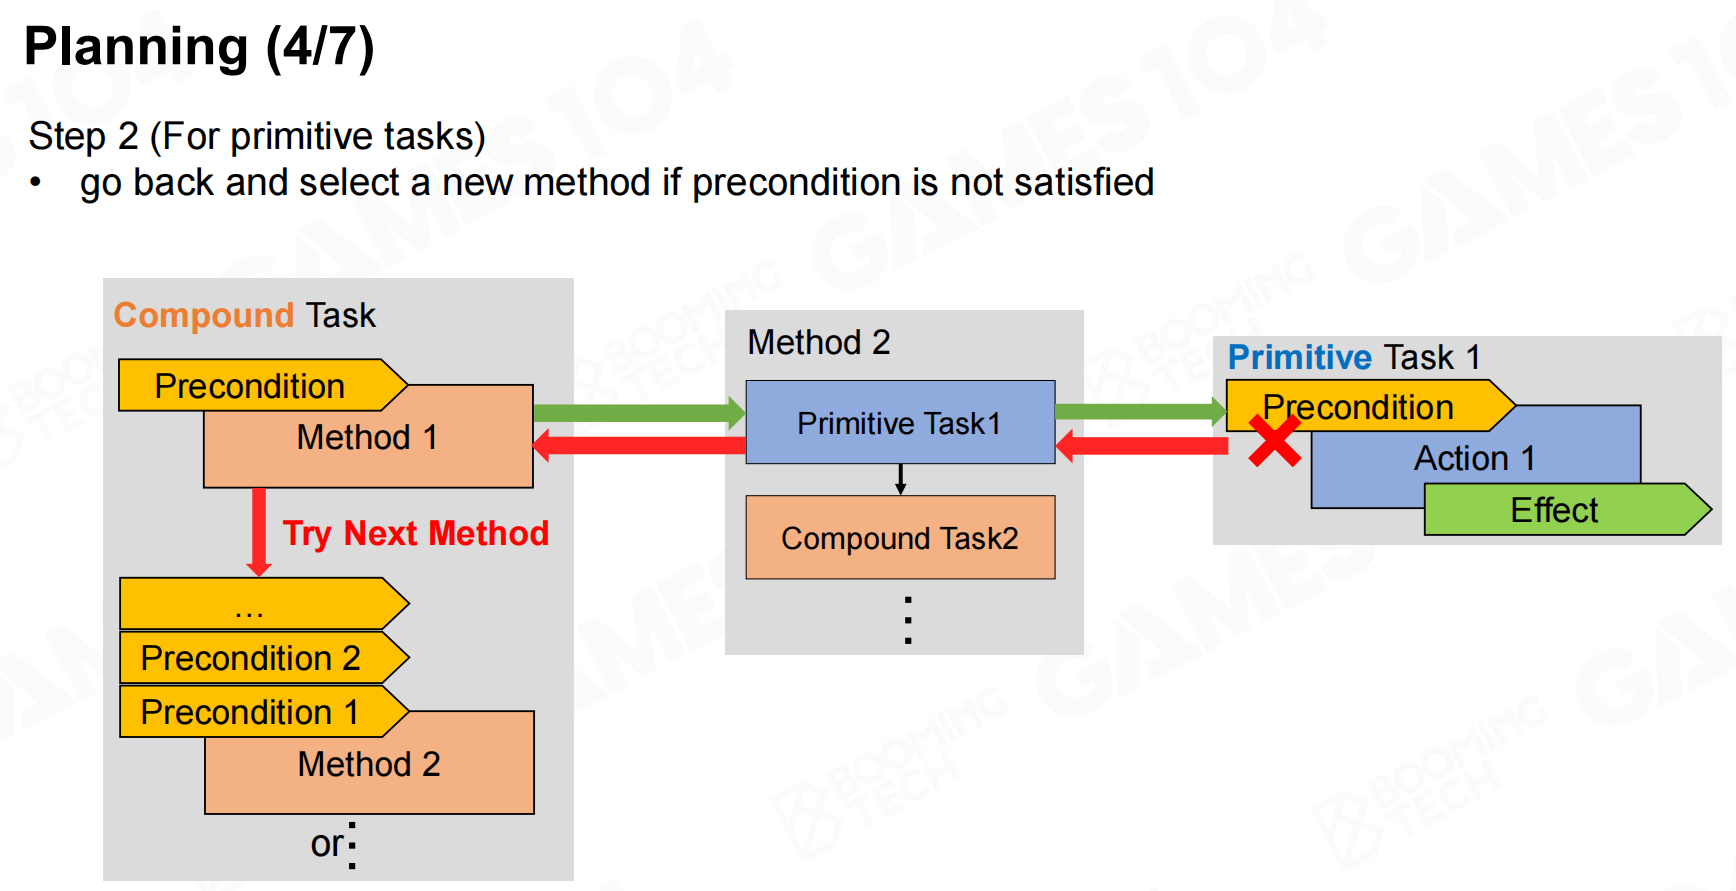 Planning (4/7)
Step 2 (For primitive tasks)
• go back and select a new method if precondition is not satisfied
Compound Task
Precondition
Method 1
Try Next Method
...
Precondition 2
Precondition 1
Method 2
or
Method 2
Primitive Task1
Compound Task2
Primitive Task 1
Precondition
Action 1
Effect
GAMES104
BOOMING
TECH